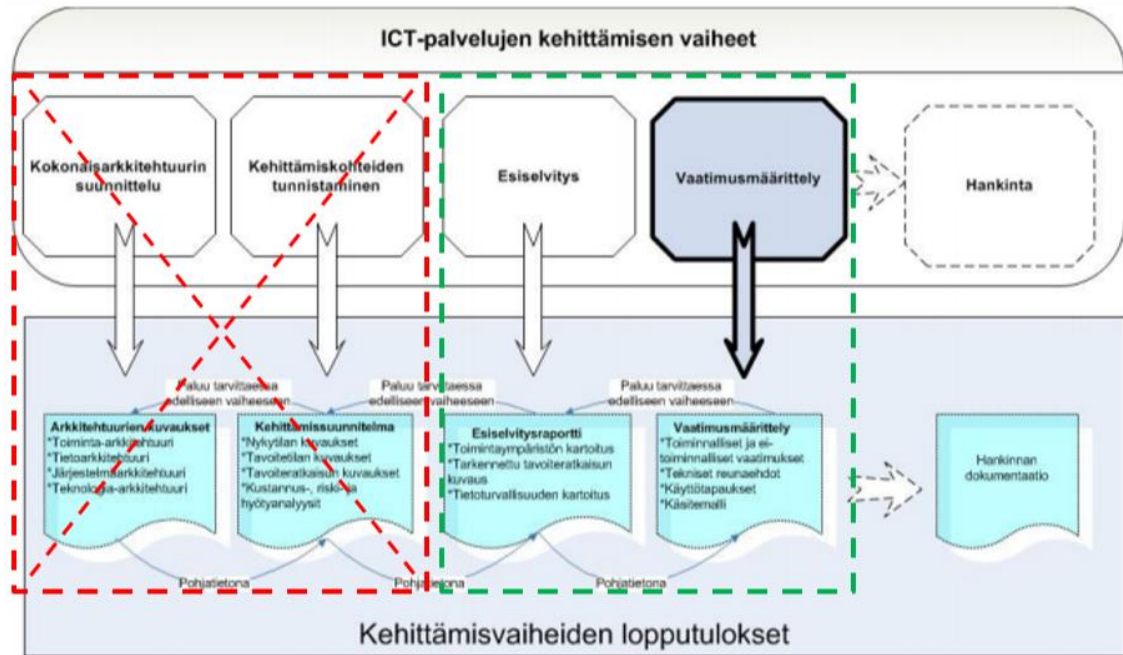 ICT-palvelujen kehittämisen vaiheet
Kokonaisarkkitehtuurin
suunnittelu
Kehittämiskohteiden
tunnistaminen
Esiselvitys
Vaatimusmäärittely
Hankinta
Paluu tarvittaessa
edelliseen vaiheeseen
Paluu tarvittaessa
edelliseen vaiheeseen
Paluu tarvittaessa
edelliseen vaiheeseen
Arkkitehtuurien kuvaukset
*Toiminta-arkkitehtuuri
*Tietoarkkitehtuuri
*Järjestelmäarkkitehtuuri
*Teknologia-arkkitehtuuri
Kehittämissuunnitelma
*Nykytilan kuvaukset
*Tavoitetilan kuvaukset
*Tavoiteratkaisun kuvaukset
*Kustannus-, riski- ja
hyötyanalyysit
Esiselvitysraportti
*Toimintaympäristön kartoitus
*Tarkennettu tavoiteratkaisun
kuvaus
*Tietoturvallisuuden kartoitus
Vaatimusmäärittely
*Toiminnalliset ja ei-
toiminnalliset vaatimukset
*Tekniset reunaehdot
*Käyttötapaukset
*Käsitemalli
Hankinnan
dokumentaatio
Pohjatietona
Pohjatietona
Pohjatietona
Kehittämisvaiheiden lopputulokset